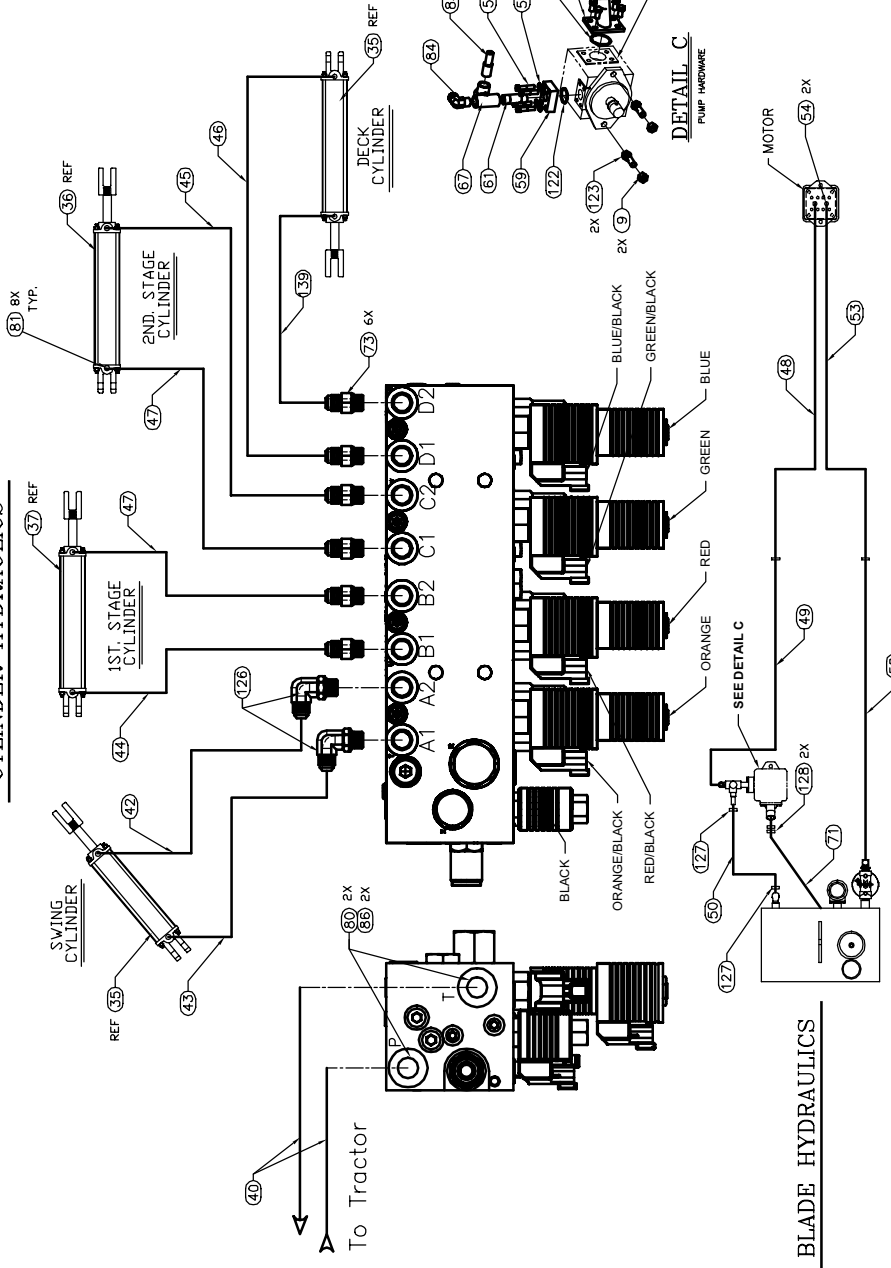 CYLINDER HYDRAULICS
81 8X
TYP.
36 REF
2ND. STAGE
CYLINDER
45
46
47
37 REF
1ST. STAGE
CYLINDER
47
44
35 REF
DECK
CYLINDER
139
73 6X
84
67
61
59
122
2X 123
2X 9
DETAIL C
PUMP HARDWARE
SWING
CYLINDER
REF 35
42
43
126
A1
A2
B1
B2
C1
C2
D1
D2
BLACK
ORANGE/BLACK
RED/BLACK
ORANGE
RED
GREEN
BLUE
GREEN/BLACK
BLUE/BLACK
80 2X
86 2X
P
T
40
To Tractor
MOTOR
54 2X
48
53
49
SEE DETAIL C
128 2X
127
50
71
127
BLADE HYDRAULICS